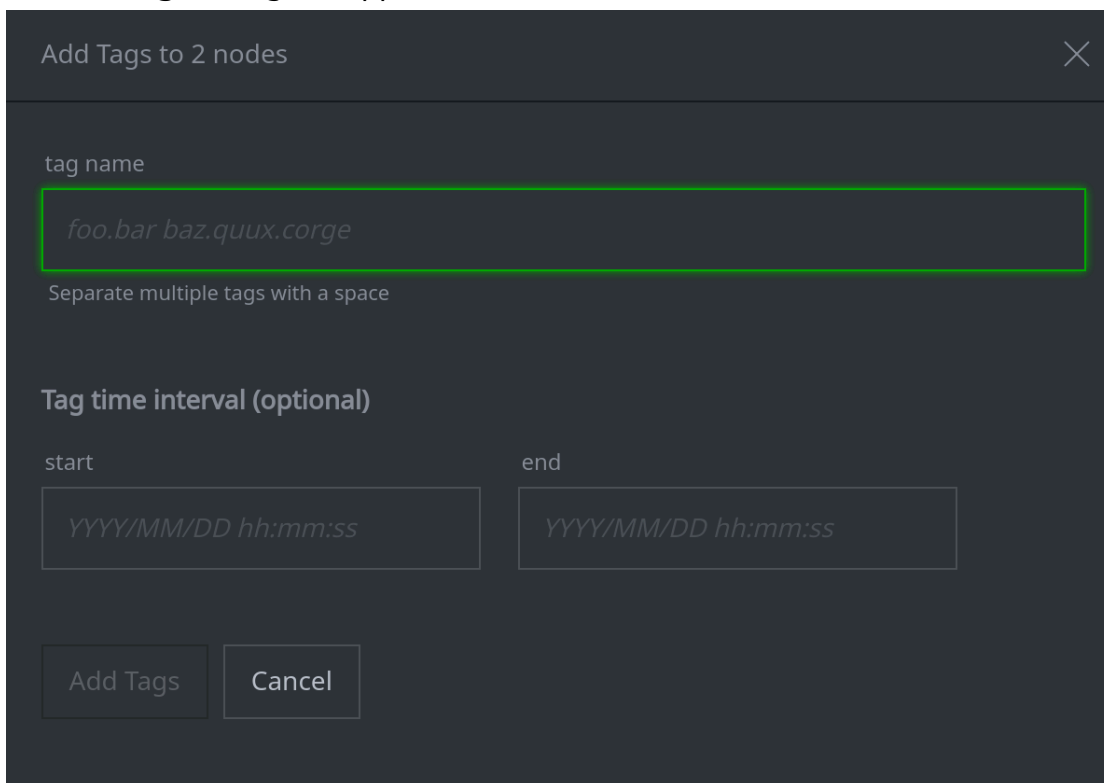 Add Tags to 2 nodes
tag name
foo.bar baz.quux.corge
Separate multiple tags with a space
Tag time interval (optional)
start end
YYYY/MM/DD hh:mm:ss YYYY/MM/DD hh:mm:ss
Add Tags Cancel